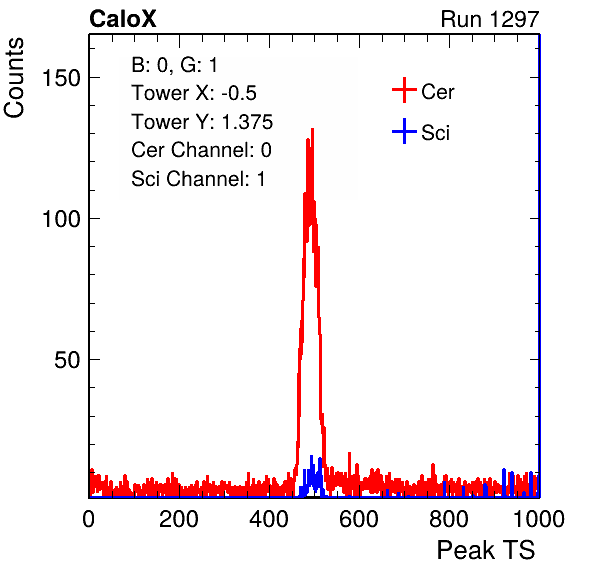 CaloX Run 1297
Counts
B: 0, G: 1
Tower X: -0.5
Tower Y: 1.375
Cer Channel: 0
Sci Channel: 1
Cer
Sci
150
100
50
0 200 400 600 800 1000
Peak TS